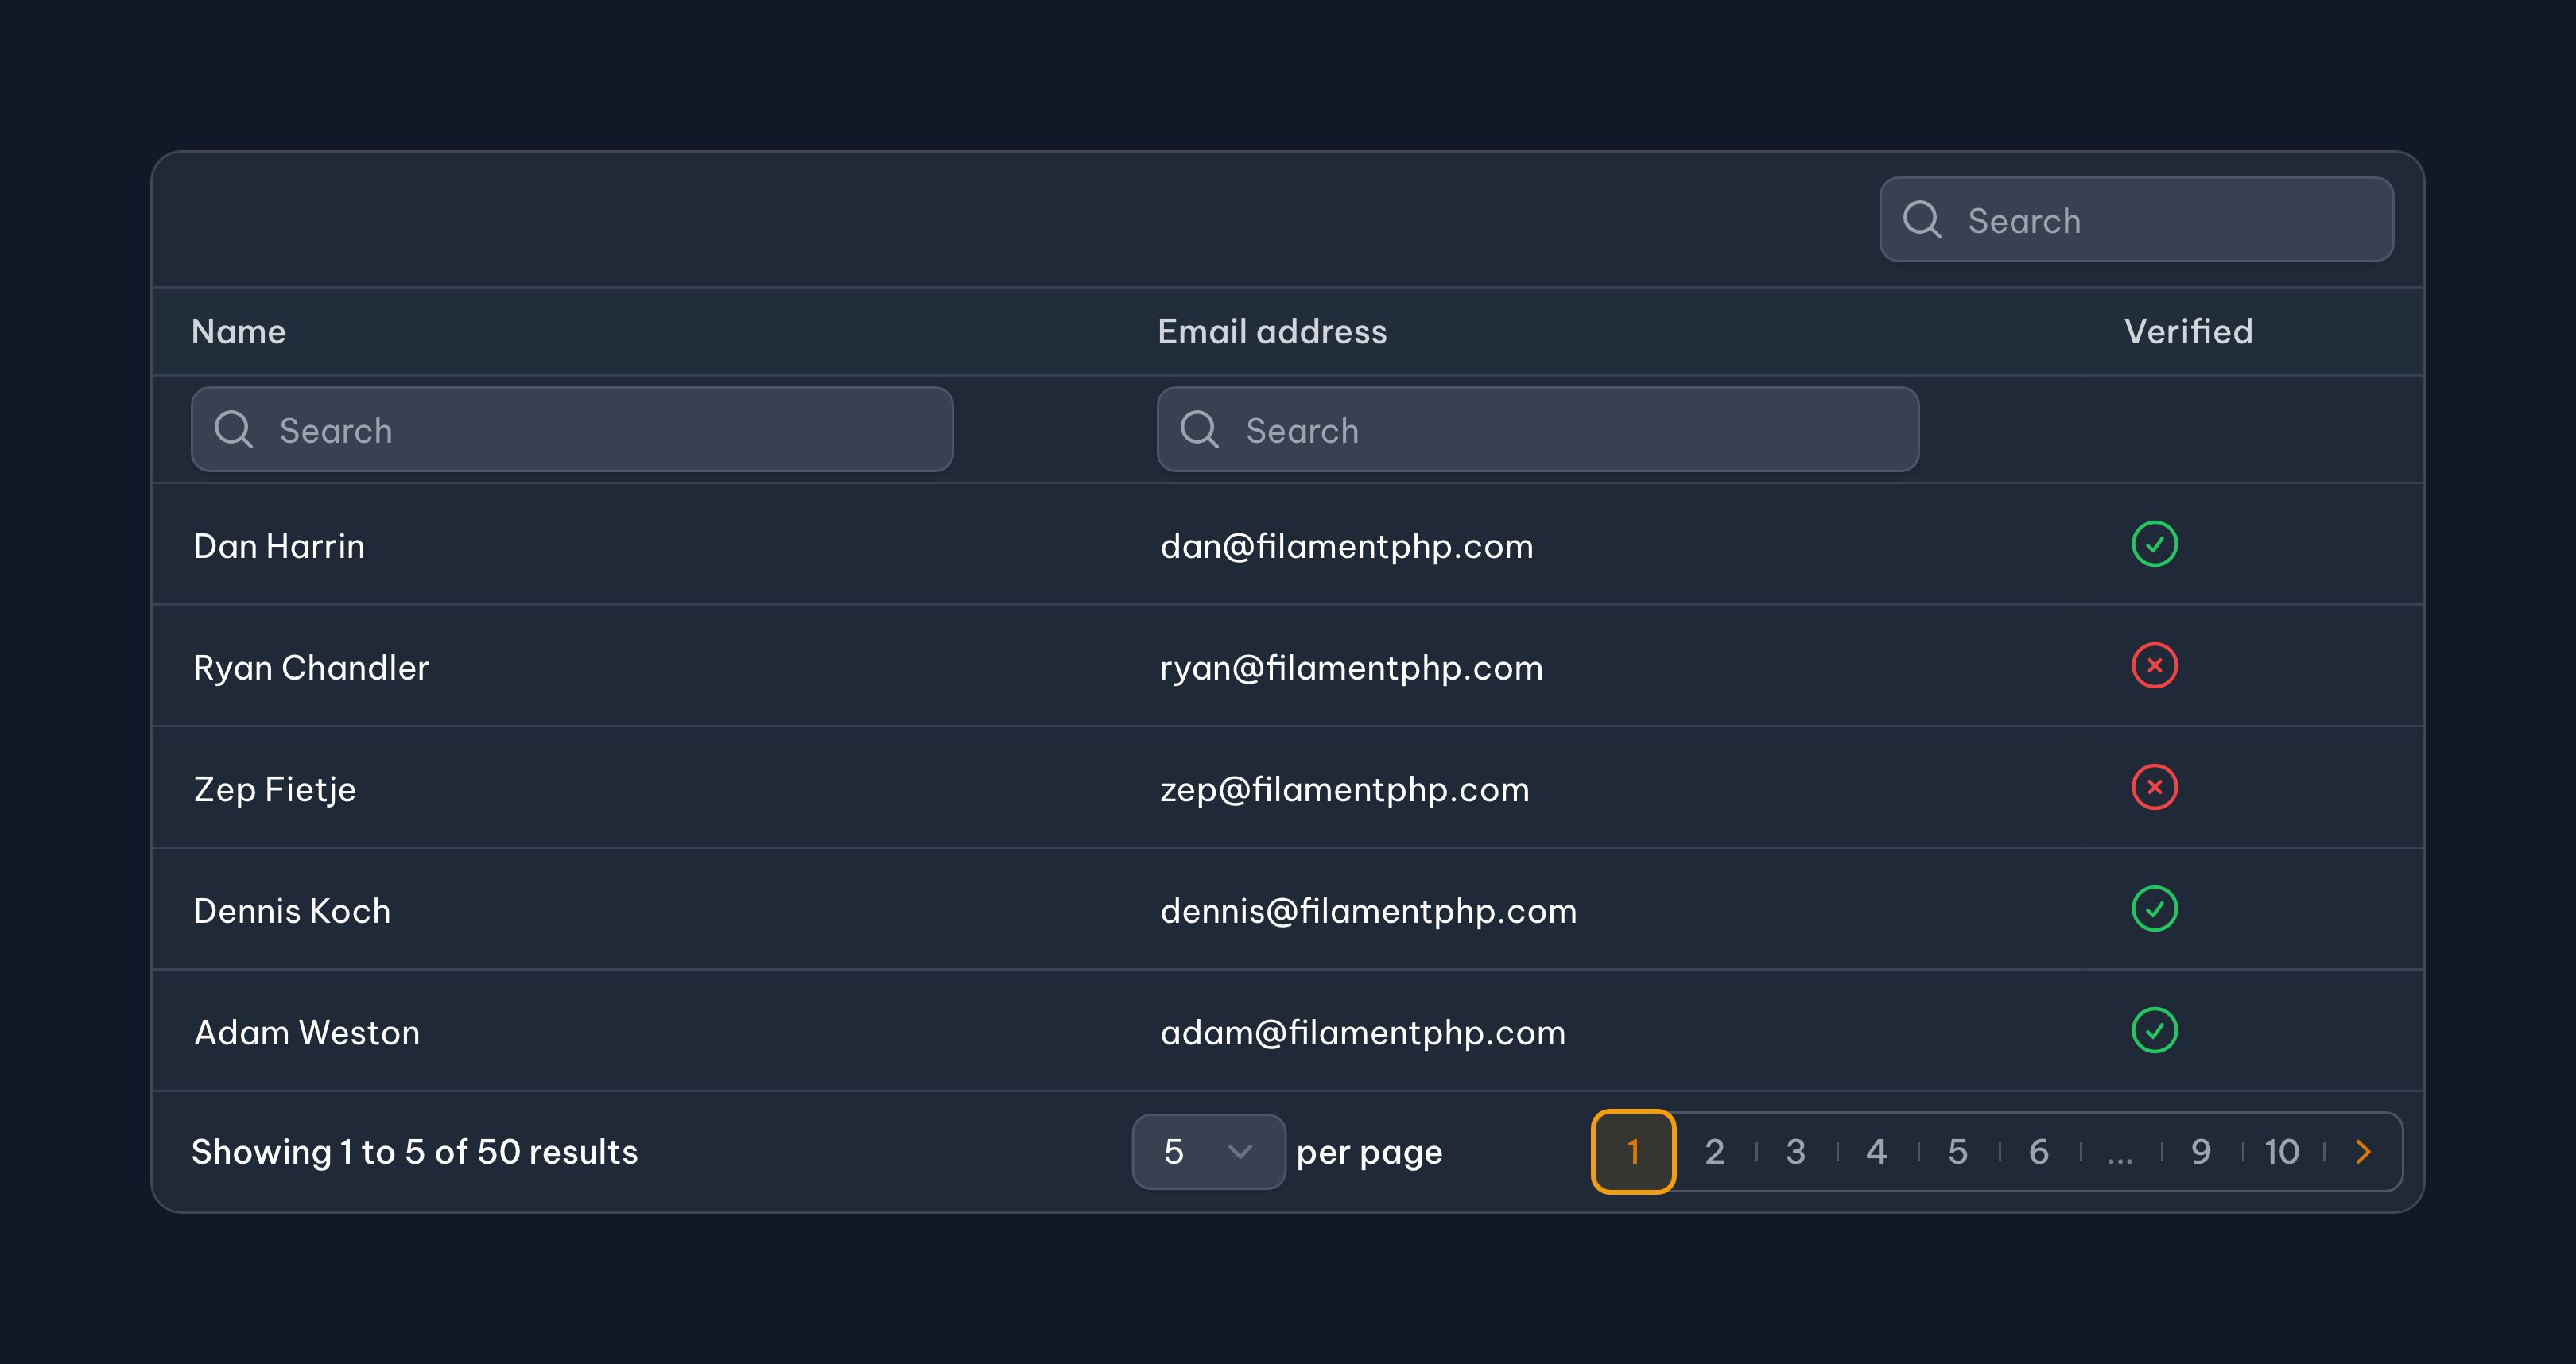 Search
Name Email address Verified
Search Search
Dan Harrin dan@filamentphp.com
Ryan Chandler ryan@filamentphp.com
Zep Fietje zep@filamentphp.com
Dennis Koch dennis@filamentphp.com
Adam Weston adam@filamentphp.com
Showing 1 to 5 of 50 results 5 per page 1 2 3 4 5 6 ... 9 10